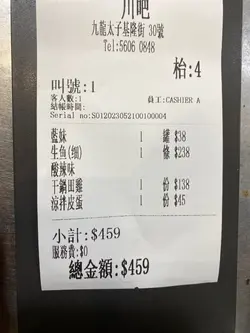 川吧
九龍太子基隆街 30號
Tel:5606 0848
枱:4
叫號:1
客人數:1
員工:CASHIER A
結帳時間:
Serial no:S012023052100100004
藍妹 1 罐 $38
生魚(細) 1 條 $238
酸辣味
干鍋田雞 1 份 $138
涼拌皮蛋 1 份 $45
小計:$459
服務費:$0
總金額:$459